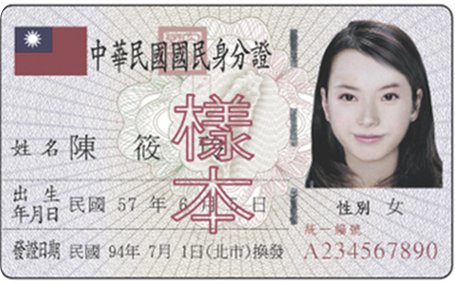 中華民國國民身分證
樣本
姓名 陳 筱
出生年月日 民國 57 年 6 月 日
性別 女
統一編號
發證日期 民國 94年 7月 1日(北市)換發
A234567890